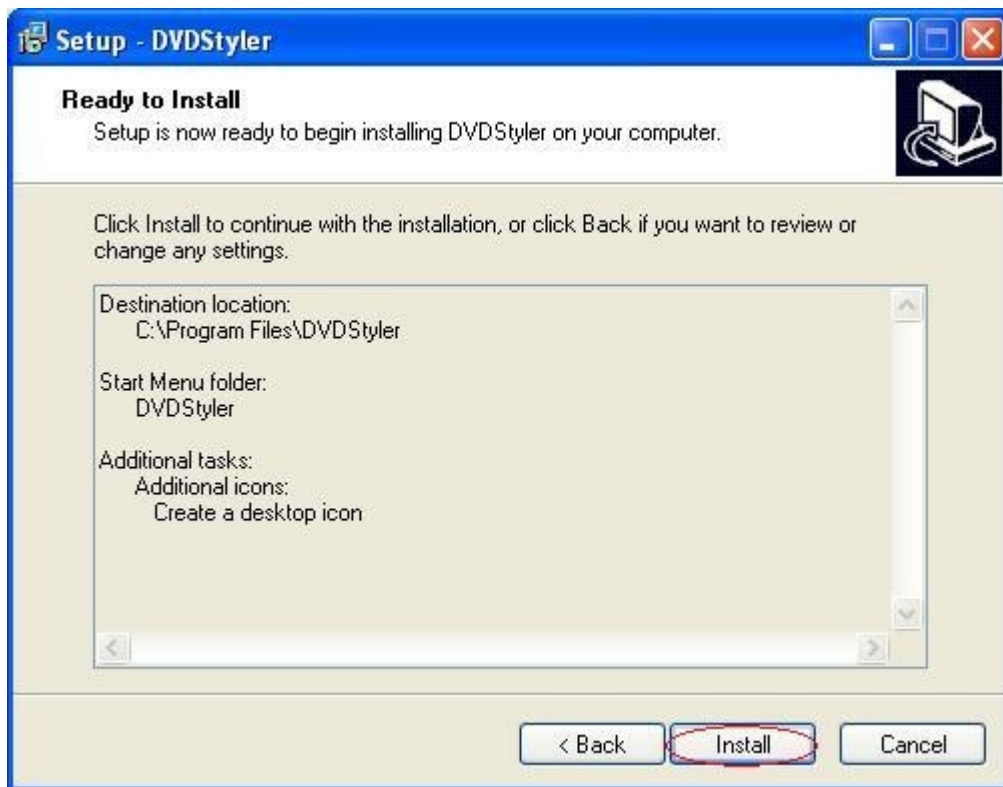 Setup - DVDStyler
Ready to Install
Setup is now ready to begin installing DVDStyler on your computer.
Click Install to continue with the installation, or click Back if you want to review or
change any settings.
Destination location:
C:\Program Files\DVDStyler
Start Menu folder:
DVDStyler
Additional tasks:
Additional icons:
Create a desktop icon
< Back
Install
Cancel